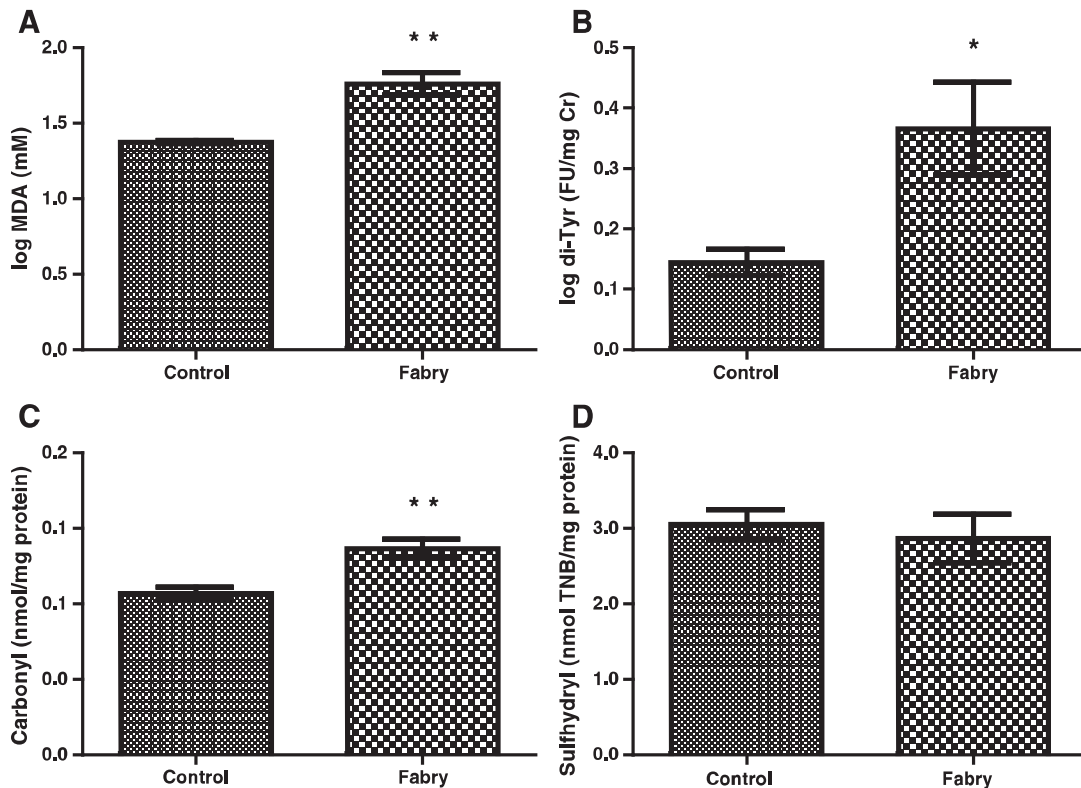 A
log MDA (mM)
2.0
* *
1.5
1.0
0.5
0.0
Control
Fabry
B
log di-Tyr (FU/mg Cr)
0.5
*
0.4
0.3
0.2
0.1
0.0
Control
Fabry
C
Carbonyl (nmol/mg protein)
0.2
* *
0.1
0.1
0.0
0.0
Control
Fabry
D
Sulfhydryl (nmol TNB/mg protein)
4.0
3.0
2.0
1.0
0.0
Control
Fabry